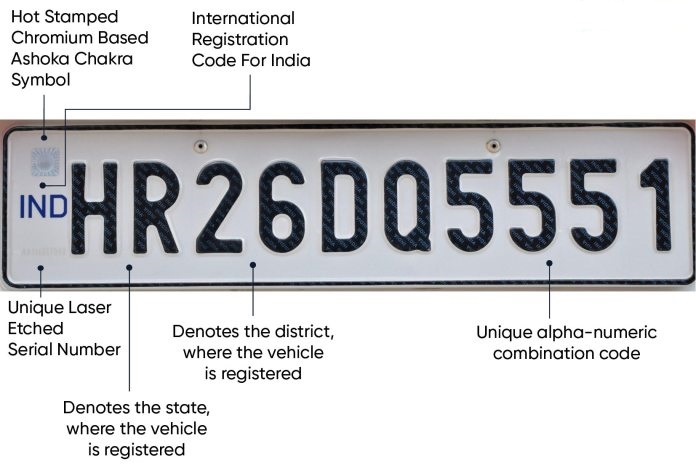 Hot Stamped
Chromium Based
Ashoka Chakra
Symbol
International
Registration
Code For India
IND
HR26DQ5551
Unique Laser
Etched
Serial Number
Denotes the state,
where the vehicle
is registered
Denotes the district,
where the vehicle
is registered
Unique alpha-numeric
combination code